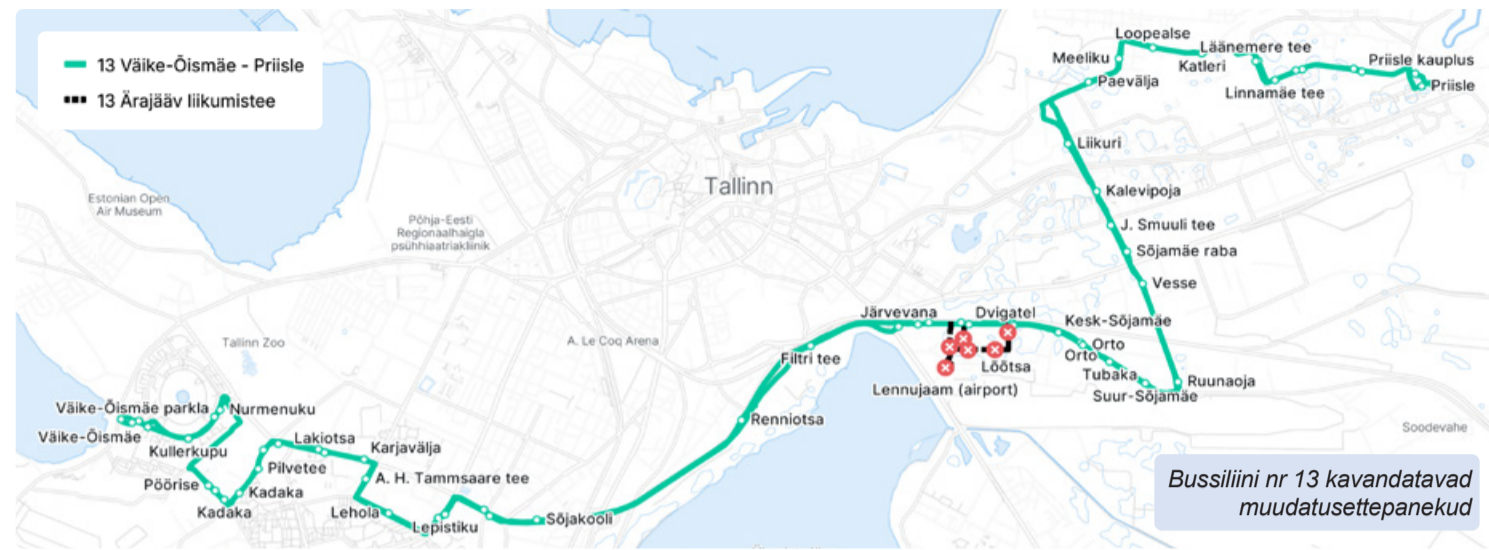 13 Väike-Õismäe - Priisle
13 Ärajääv liikumistee
Loopealse
Läänemere tee
Meeliku
Katleri
Priisle kauplus
Paevälja
Linnamäe tee
Priisle
Liikuri
Tallinn
Kalevipoja
Estonian Open
Air Museum
Põhja-Eesti
Regionaalhaigla
psühhiaatriakliinik
J. Smuuli tee
Sõjamäe raba
Vesse
Järvevana
Dvigatel
Kesk-Sõjamäe
Tallinn Zoo
A. Le Coq Arena
Orto
Filtri tee
Orto
Lõõtsa
Tubaka
Ruunaoja
Lennujaam (airport)
Suur-Sõjamäe
Väike-Õismäe parkla
Nurmenuku
Renniotsa
Soodevahe
Väike-Õismäe
Lakiotsa
Karjavälja
Kullerkupu
Pilvetee
A. H. Tammsaare tee
Pöörise
Kadaka
Kadaka
Lehola
Lepistiku
Sõjakooli
Bussiliini nr 13 kavandatavad
muudatusettepanekud